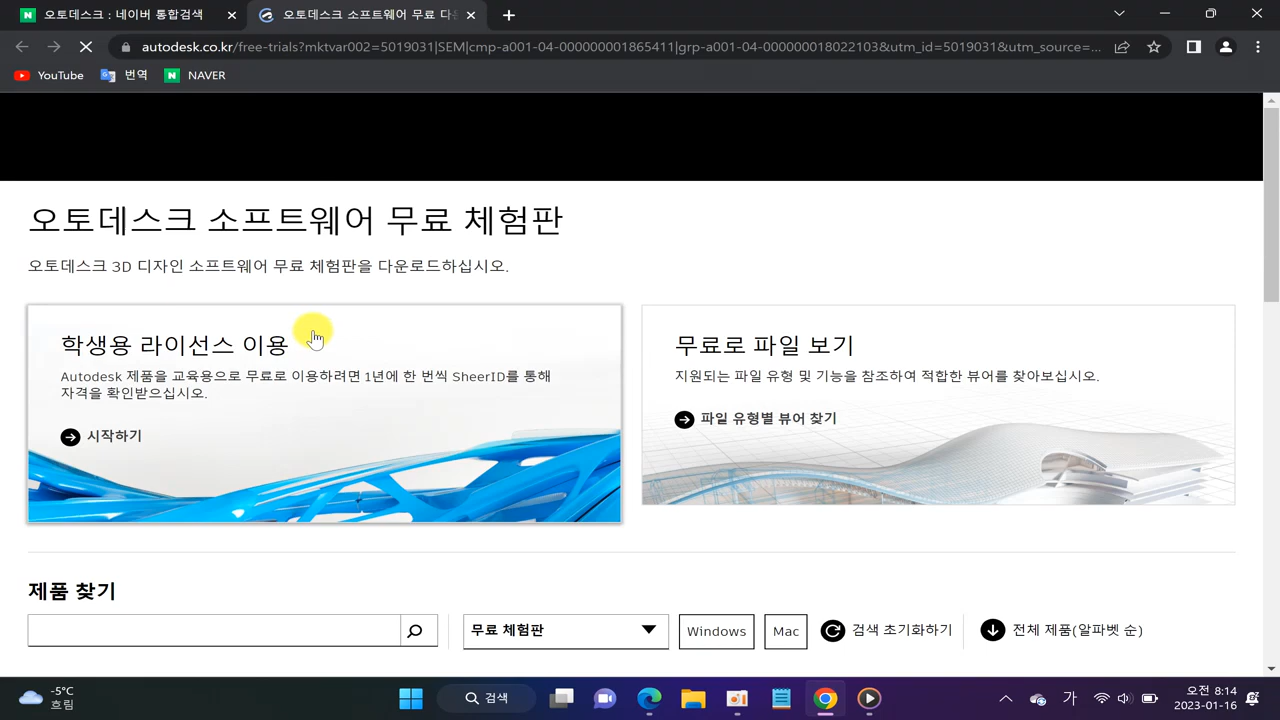 오토데스크 : 네이버 통합검색
오토데스크 소프트웨어 무료 다운
autodesk.co.kr/free-trials?mktvar002=5019031|SEM|cmp-a001-04-000000001865411|grp-a001-04-000000018022103&utm_id=5019031&utm_source=...
YouTube 번역 NAVER
오토데스크 소프트웨어 무료 체험판
오토데스크 3D 디자인 소프트웨어 무료 체험판을 다운로드하십시오.
학생용 라이선스 이용
Autodesk 제품을 교육용으로 무료로 이용하려면 1년에 한 번씩 SheerID를 통해
자격을 확인받으십시오.
시작하기
무료로 파일 보기
지원되는 파일 유형 및 기능을 참조하여 적합한 뷰어를 찾아보십시오.
파일 유형별 뷰어 찾기
제품 찾기
무료 체험판 Windows Mac 검색 초기화하기 전체 제품(알파벳 순)
-5°C
흐림
검색
가
오전 8:14
2023-01-16